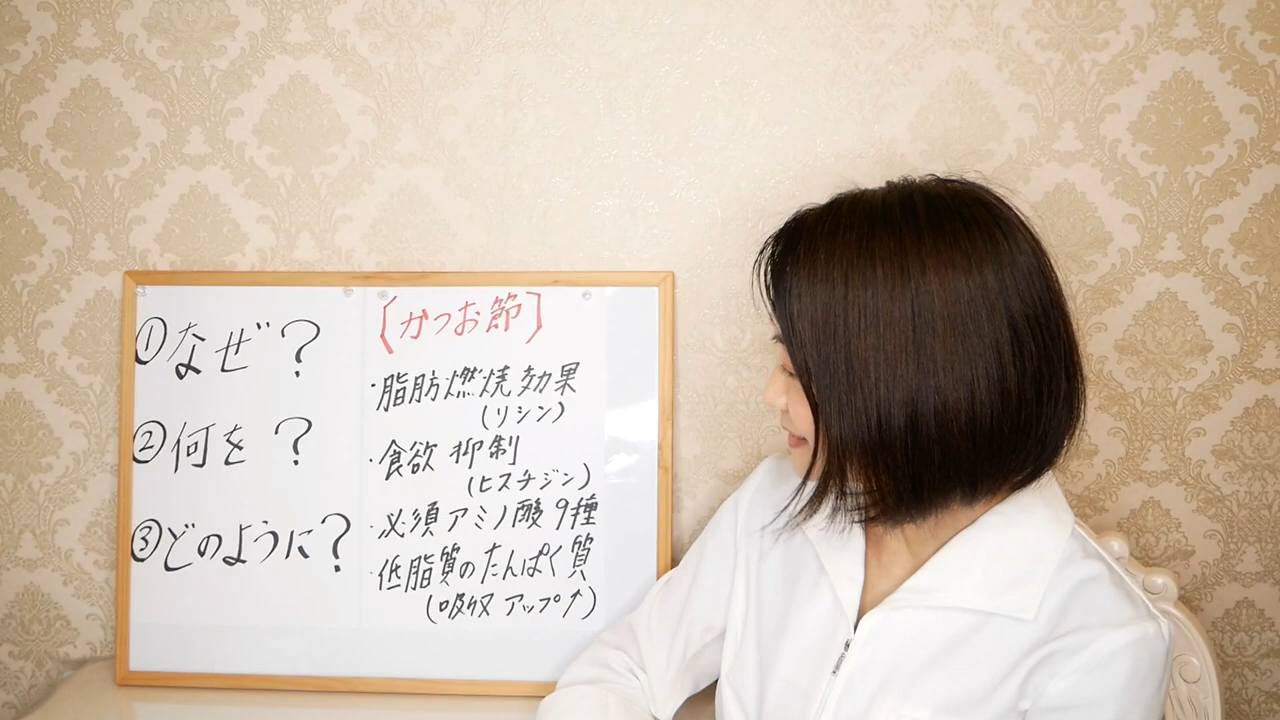 ①なぜ?
②何を?
③どのように?
[かつお節]
・脂肪燃焼効果
(リシン)
・食欲抑制
(ヒスチジン)
・必須アミノ酸9種
・低脂質のたんぱく質
(吸収アップ↑)